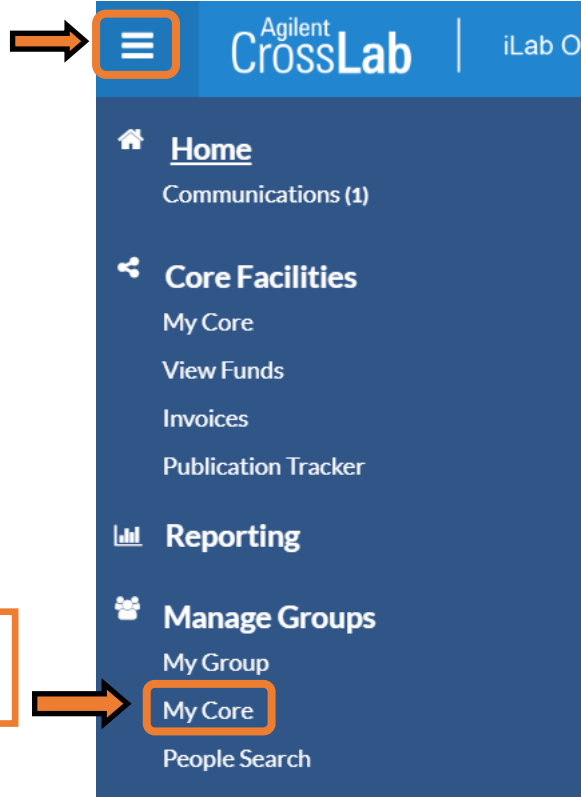 Agilent
CrossLab
iLab O
Home
Communications (1)
Core Facilities
My Core
View Funds
Invoices
Publication Tracker
Reporting
Manage Groups
My Group
My Core
People Search